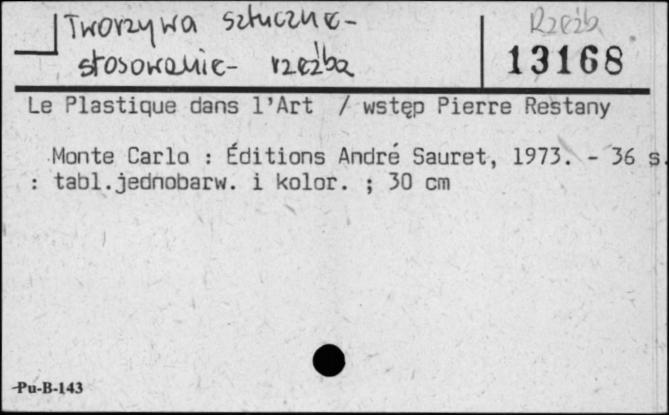 Tworzywa sztuczne-
stosowanie- rzeźba
Rzeźb
13168
Le Plastique dans l'Art / wstęp Pierre Restany
Monte Carlo : Éditions André Sauret, 1973. - 36 s.
: tabl.jednobarw. i kolor. ; 30 cm
Pu-B-143